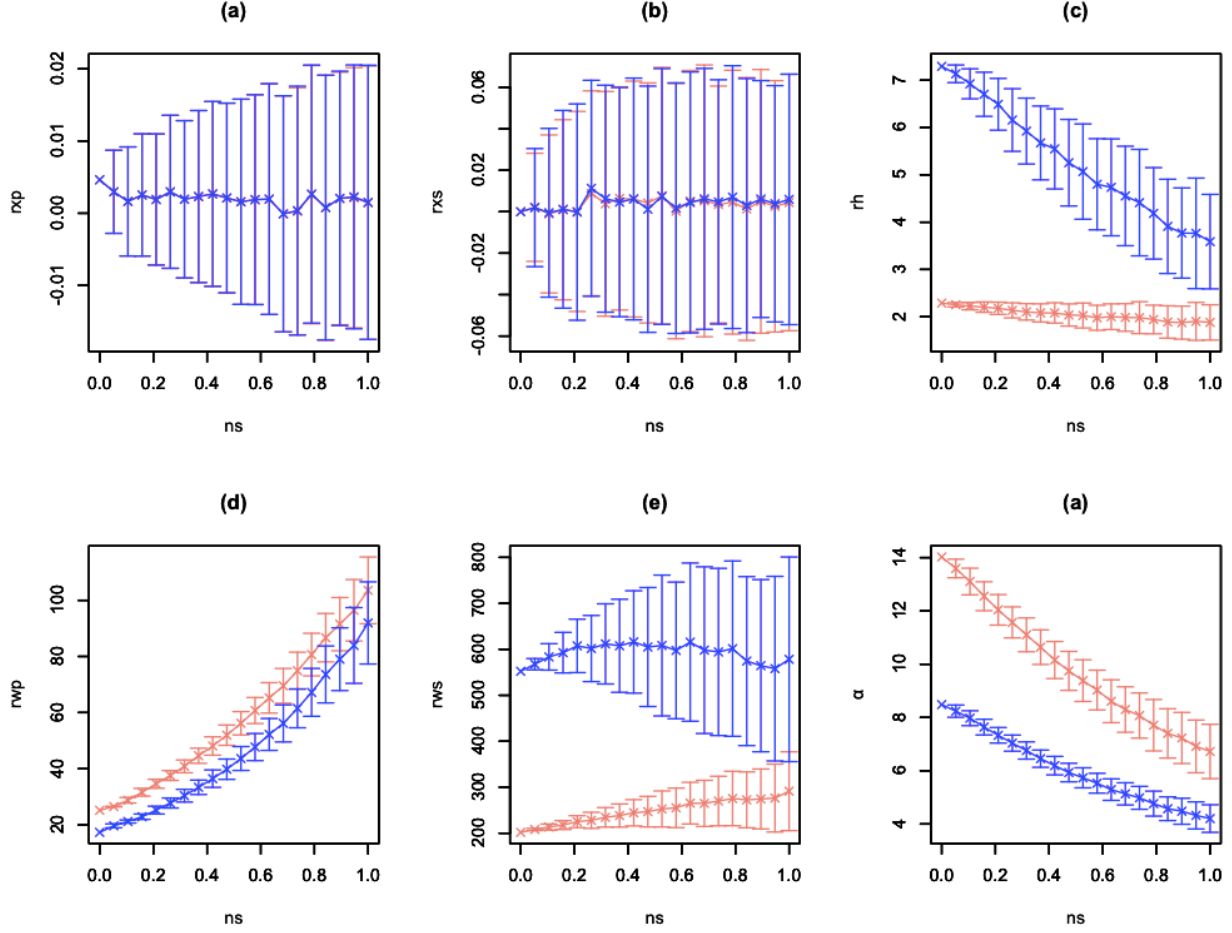 (a) (b) (c)
rxp
0.02
0.01
0.00
-0.01
0.0 0.2 0.4 0.6 0.8 1.0
ns
rxs
0.06
0.02
-0.02
-0.06
0.0 0.2 0.4 0.6 0.8 1.0
ns
rh
7
6
5
4
3
2
0.0 0.2 0.4 0.6 0.8 1.0
ns
(d) (e) (a)
rwp
100
80
60
40
20
0.0 0.2 0.4 0.6 0.8 1.0
ns
rws
800
700
600
500
400
300
200
0.0 0.2 0.4 0.6 0.8 1.0
ns
α
14
12
10
8
6
4
0.0 0.2 0.4 0.6 0.8 1.0
ns